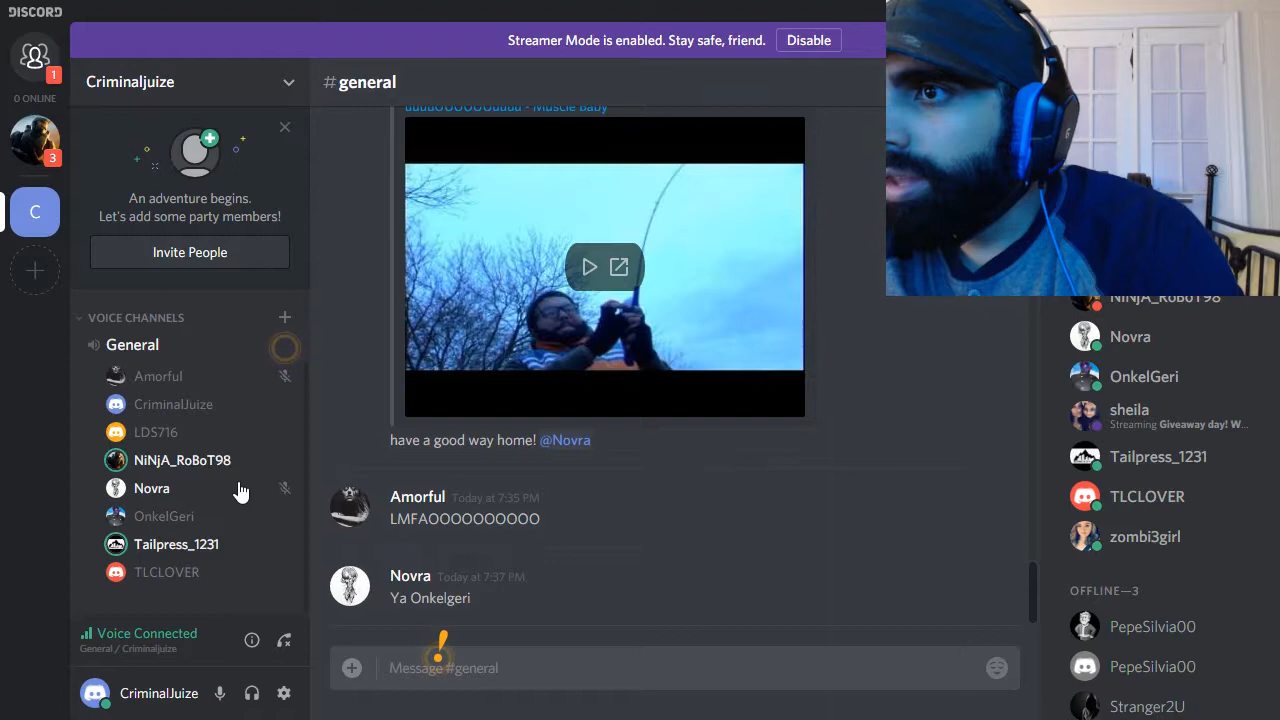 DISCORD
Streamer Mode is enabled. Stay safe, friend.
Disable
1
0 ONLINE
3
C
Criminaljuize
An adventure begins.
Let's add some party members!
Invite People
VOICE CHANNELS
General
Amorful
CriminalJuize
LDS716
NiNjA_RoBoT98
Novra
OnkelGeri
Tailpress_1231
TLCLOVER
Voice Connected
General / Criminaljuize
CriminalJuize
# general
- Muscle Baby
have a good way home! @Novra
Amorful Today at 7:35 PM
LMFAOOOOOOOOOO
Novra Today at 7:37 PM
Ya Onkelgeri
Message #general
NiNjA_RoBoT98
Novra
OnkelGeri
sheila
Streaming Giveaway day! W...
Tailpress_1231
TLCLOVER
zombi3girl
OFFLINE—3
PepeSilvia00
PepeSilvia00
Stranger2U